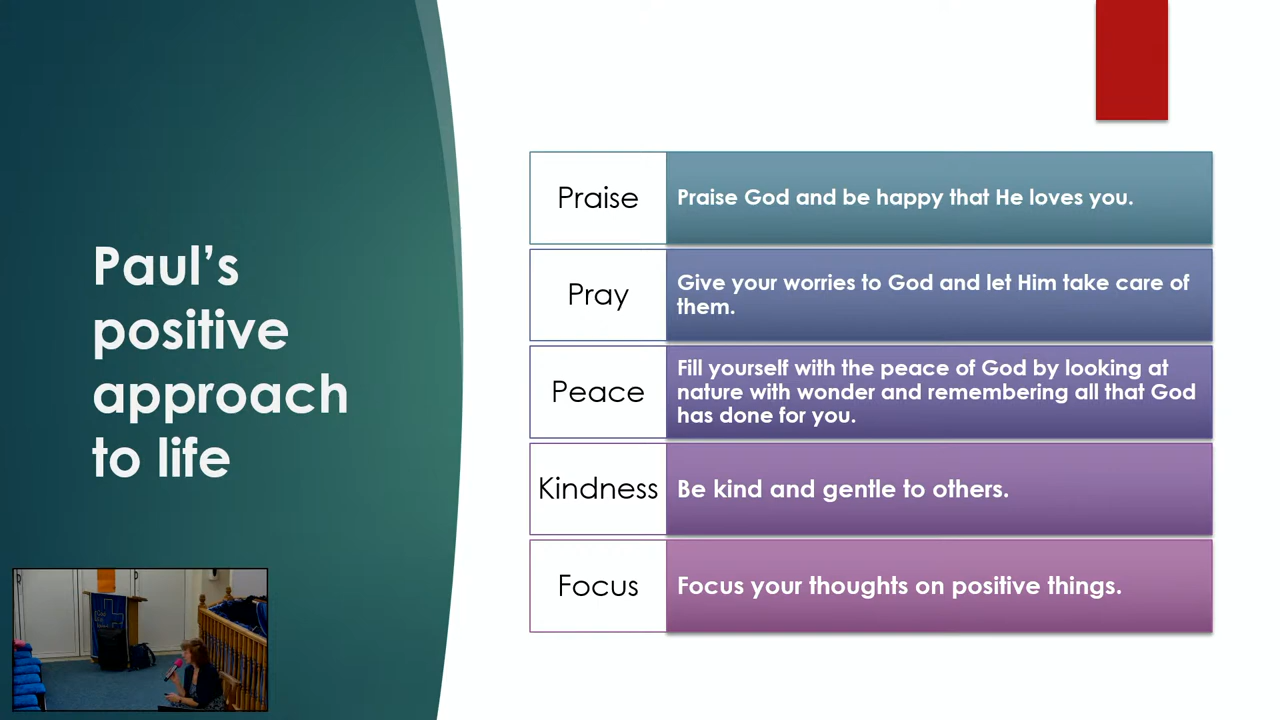 Paul’s
positive
approach
to life
Praise
Praise God and be happy that He loves you.
Pray
Give your worries to God and let Him take care of
them.
Peace
Fill yourself with the peace of God by looking at
nature with wonder and remembering all that God
has done for you.
Kindness
Be kind and gentle to others.
Focus
Focus your thoughts on positive things.